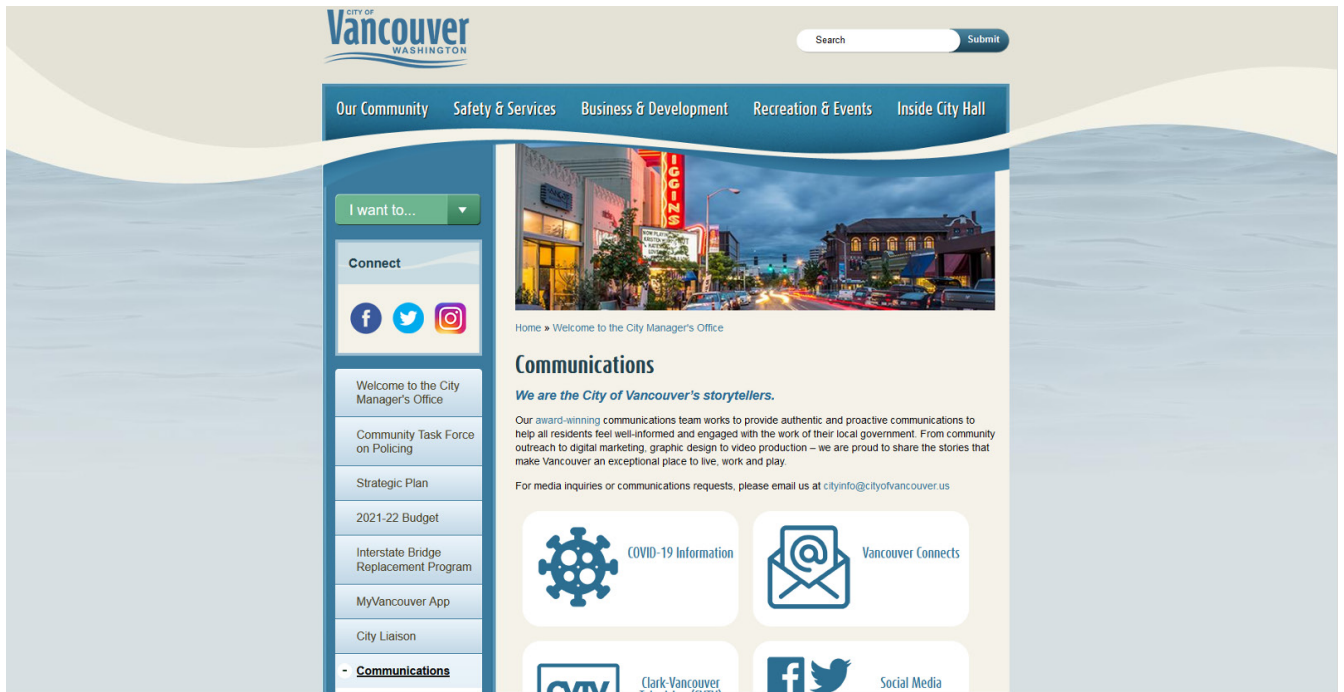 CITY OF
Vancouver
WASHINGTON
Search
Submit
Our Community
Safety & Services
Business & Development
Recreation & Events
Inside City Hall
I want to...
Connect
IGGINS
Home » Welcome to the City Manager's Office
Communications
We are the City of Vancouver's storytellers.
Our award-winning communications team works to provide authentic and proactive communications to
help all residents feel well-informed and engaged with the work of their local government. From community
outreach to digital marketing, graphic design to video production – we are proud to share the stories that
make Vancouver an exceptional place to live, work and play.
For media inquiries or communications requests, please email us at cityinfo@cityofvancouver.us
Welcome to the City
Manager's Office
Community Task Force
on Policing
Strategic Plan
2021-22 Budget
Interstate Bridge
Replacement Program
MyVancouver App
City Liaison
- Communications
COVID-19 Information
Vancouver Connects
Clark-Vancouver
Social Media